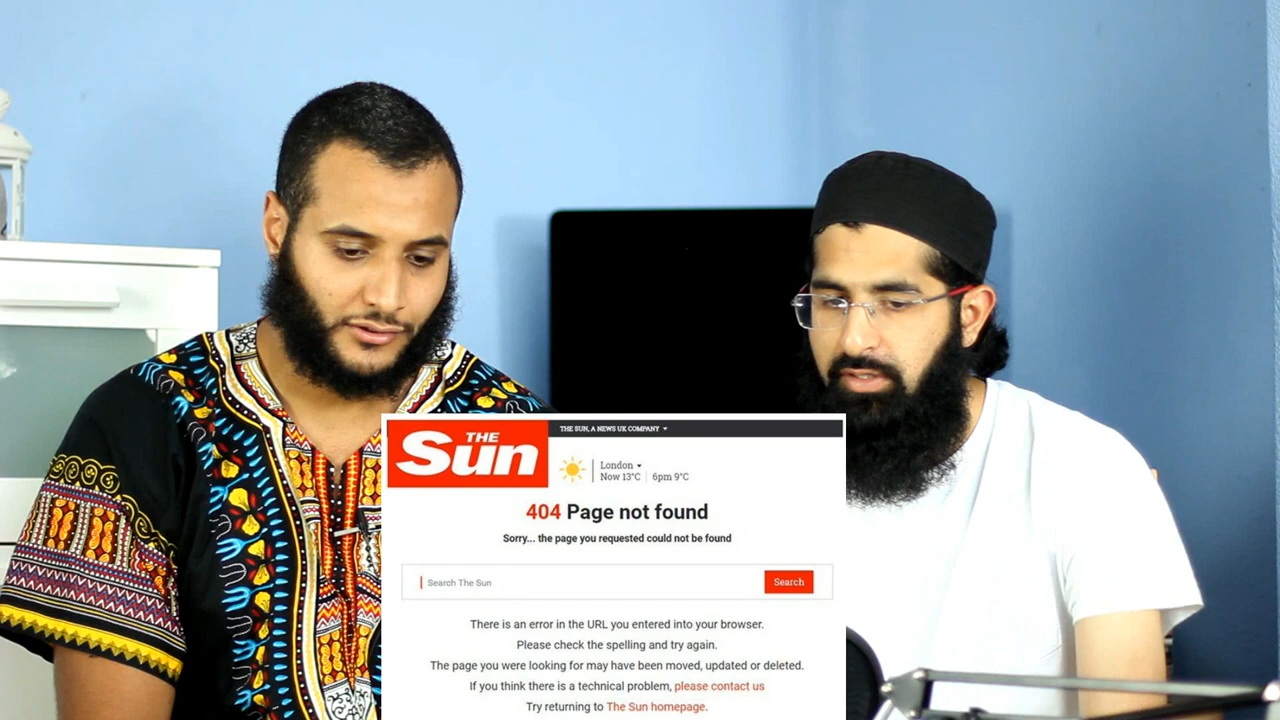 THE
Sun
THE SUN, A NEWS UK COMPANY
London
Now 13°C 6pm 9°C
404 Page not found
Sorry... the page you requested could not be found
Search The Sun
Search
There is an error in the URL you entered into your browser.
Please check the spelling and try again.
The page you were looking for may have been moved, updated or deleted.
If you think there is a technical problem, please contact us
Try returning to The Sun homepage.